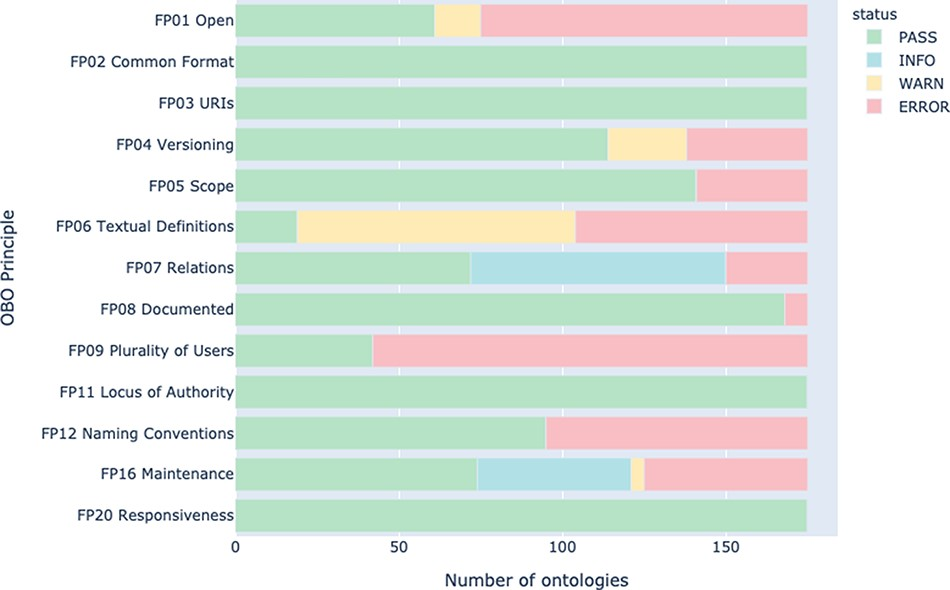 FP01 Open
FP02 Common Format
FP03 URIs
FP04 Versioning
FP05 Scope
FP06 Textual Definitions
FP07 Relations
FP08 Documented
FP09 Plurality of Users
FP11 Locus of Authority
FP12 Naming Conventions
FP16 Maintenance
FP20 Responsiveness
OBO Principle
0 50 100 150
Number of ontologies
status
PASS
INFO
WARN
ERROR